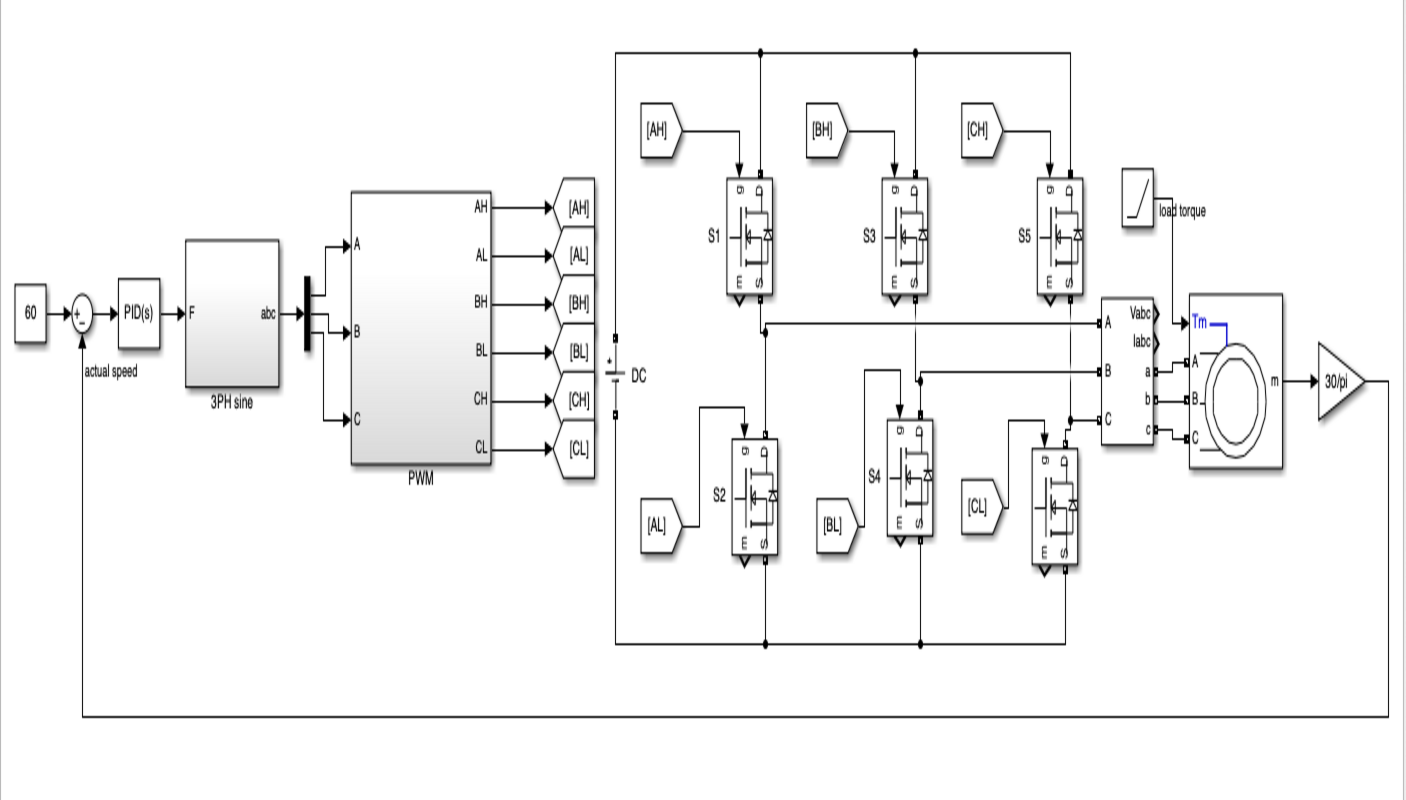 60
+
−
actual speed
PID(s)
F
abc
3PH sine
A
B
C
AH
AL
BH
BL
CH
CL
PWM
[AH]
[AL]
[BH]
[BL]
[CH]
[CL]
+
DC
[AH]
[BH]
[CH]
g D
S1
m S
g D
S3
m S
g D
S5
m S
load torque
[AL]
g D
S2
m S
[BL]
g D
S4
m S
[CL]
g D
m S
A
B
C
Vabc
Iabc
a
b
c
Tm
A
B
C
m
30/pi